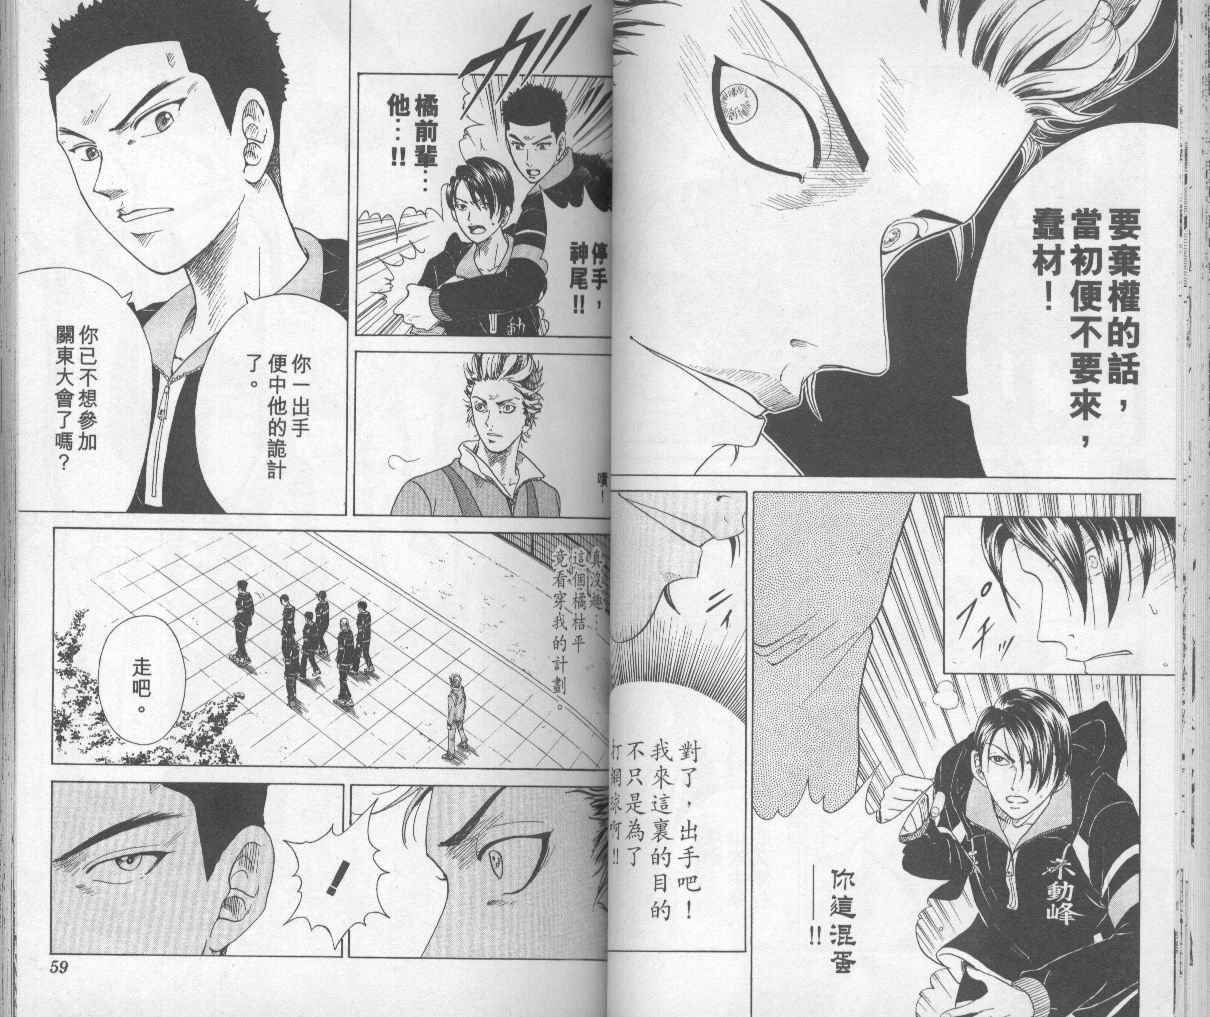 要棄權的話，
當初便不要來，
蠢材！
プチッ
你這混蛋
——!!
不動峰
對了，出手吧！
我來這裏的目的
不只是為了
打網球啊!!
ガッ
橘前輩…
他…!!
停手，
神尾!!
動
嘖！
你一出手
便中他的詭計
了。
你已不想參加
關東大會了嗎？
真沒趣…
這個橘桔平
竟看穿我的計劃。
走吧。
！
59